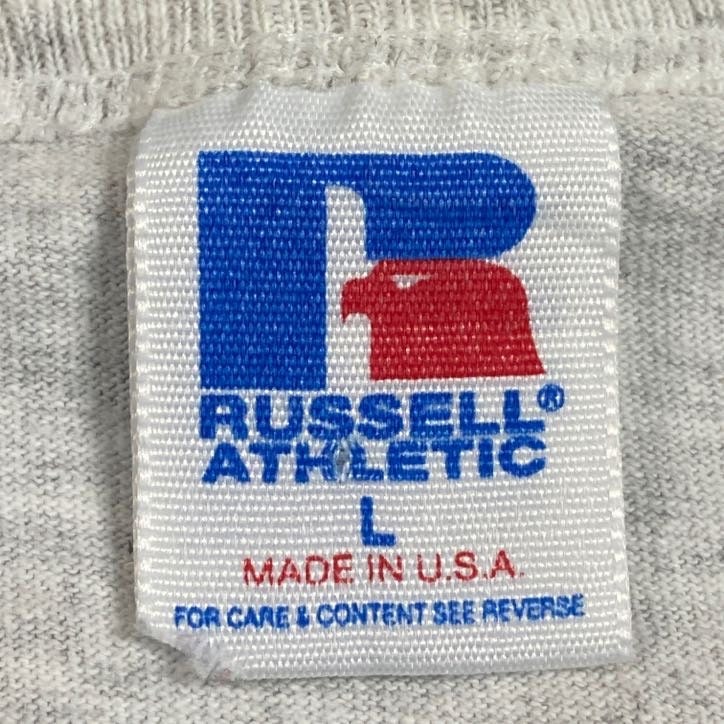 RUSSELL®
ATHLETIC
L
MADE IN U.S.A.
FOR CARE & CONTENT SEE REVERSE